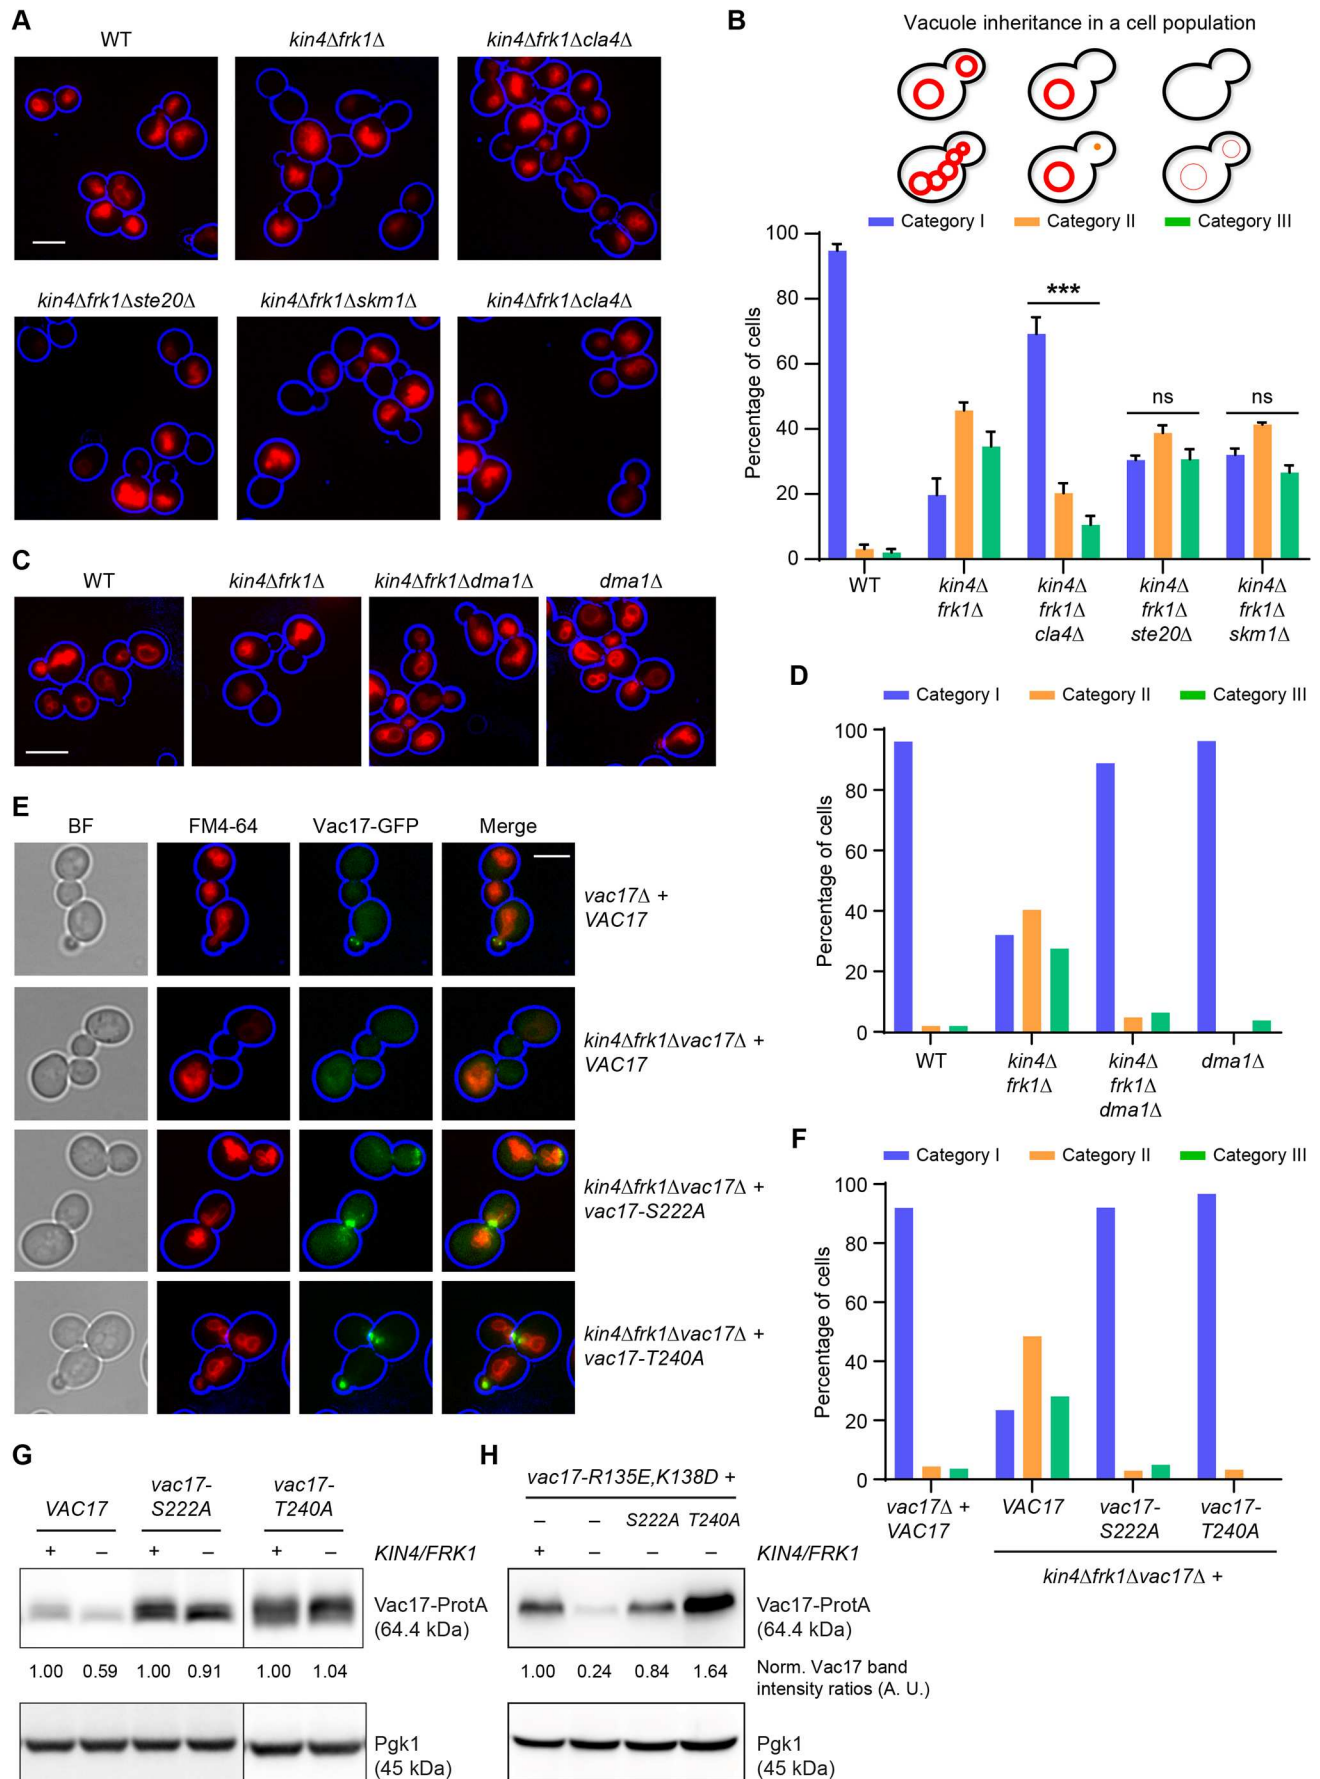 A
WT
kin4Δfrk1Δ
kin4Δfrk1Δcla4Δ
kin4Δfrk1Δste20Δ
kin4Δfrk1Δskm1Δ
kin4Δfrk1Δcla4Δ
B
Vacuole inheritance in a cell population
Category I
Category II
Category III
Percentage of cells
100
80
60
40
20
0
***
ns
ns
WT
kin4Δ
frk1Δ
kin4Δ
frk1Δ
cla4Δ
kin4Δ
frk1Δ
ste20Δ
kin4Δ
frk1Δ
skm1Δ
C
WT
kin4Δfrk1Δ
kin4Δfrk1Δdma1Δ
dma1Δ
D
Category I
Category II
Category III
Percentage of cells
100
80
60
40
20
0
WT
kin4Δ
frk1Δ
kin4Δ
frk1Δ
dma1Δ
dma1Δ
E
BF
FM4-64
Vac17-GFP
Merge
vac17Δ +
VAC17
kin4Δfrk1Δvac17Δ +
VAC17
kin4Δfrk1Δvac17Δ +
vac17-S222A
kin4Δfrk1Δvac17Δ +
vac17-T240A
F
Category I
Category II
Category III
Percentage of cells
100
80
60
40
20
0
vac17Δ +
VAC17
VAC17
vac17-
S222A
vac17-
T240A
kin4Δfrk1Δvac17Δ +
G
VAC17
vac17-
S222A
vac17-
T240A
+ – + – + – KIN4/FRK1
Vac17-ProtA
(64.4 kDa)
1.00 0.59 1.00 0.91 1.00 1.04
Pgk1
(45 kDa)
H
vac17-R135E,K138D +
– – S222A T240A
+ – – – KIN4/FRK1
Vac17-ProtA
(64.4 kDa)
1.00 0.24 0.84 1.64 Norm. Vac17 band
intensity ratios (A. U.)
Pgk1
(45 kDa)